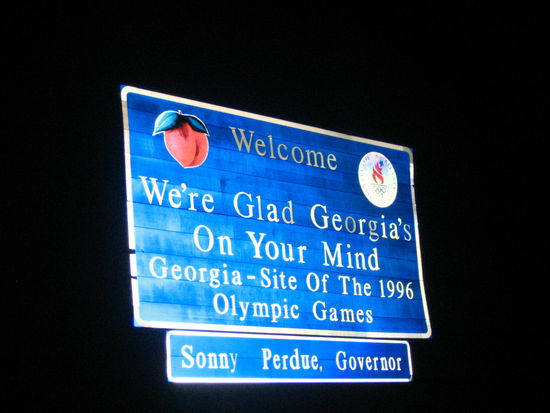 Welcome
We're Glad Georgia's
On Your Mind
Georgia-Site Of The 1996
Olympic Games
Sonny Perdue, Governor